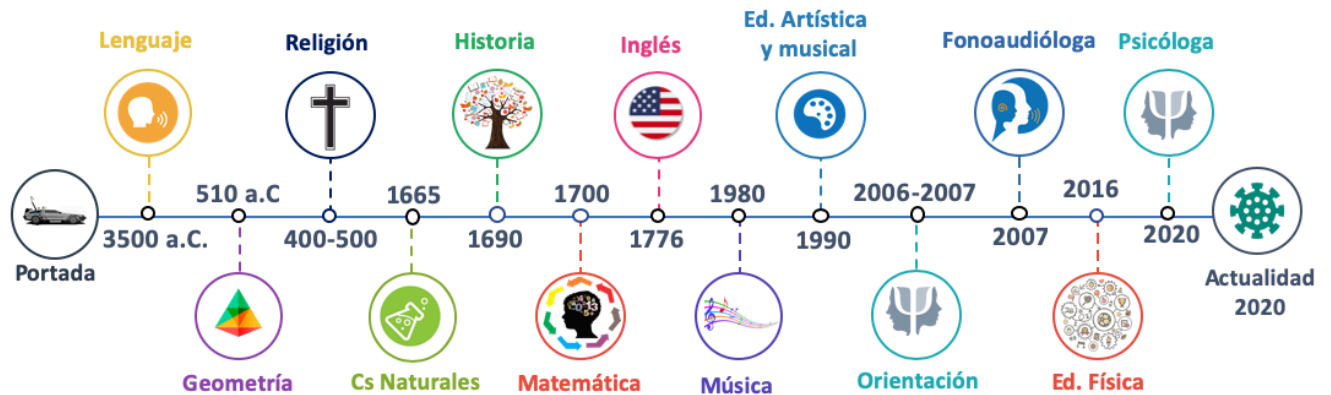 Lenguaje
Religión
Historia
Inglés
Ed. Artística
y musical
Fonoaudióloga
Psicóloga
510 a.C
1665
1700
1980
2006-2007
2016
3500 a.C.
400-500
1690
1776
1990
2007
2020
Portada
Actualidad
2020
Geometría
Cs Naturales
Matemática
Música
Orientación
Ed. Física